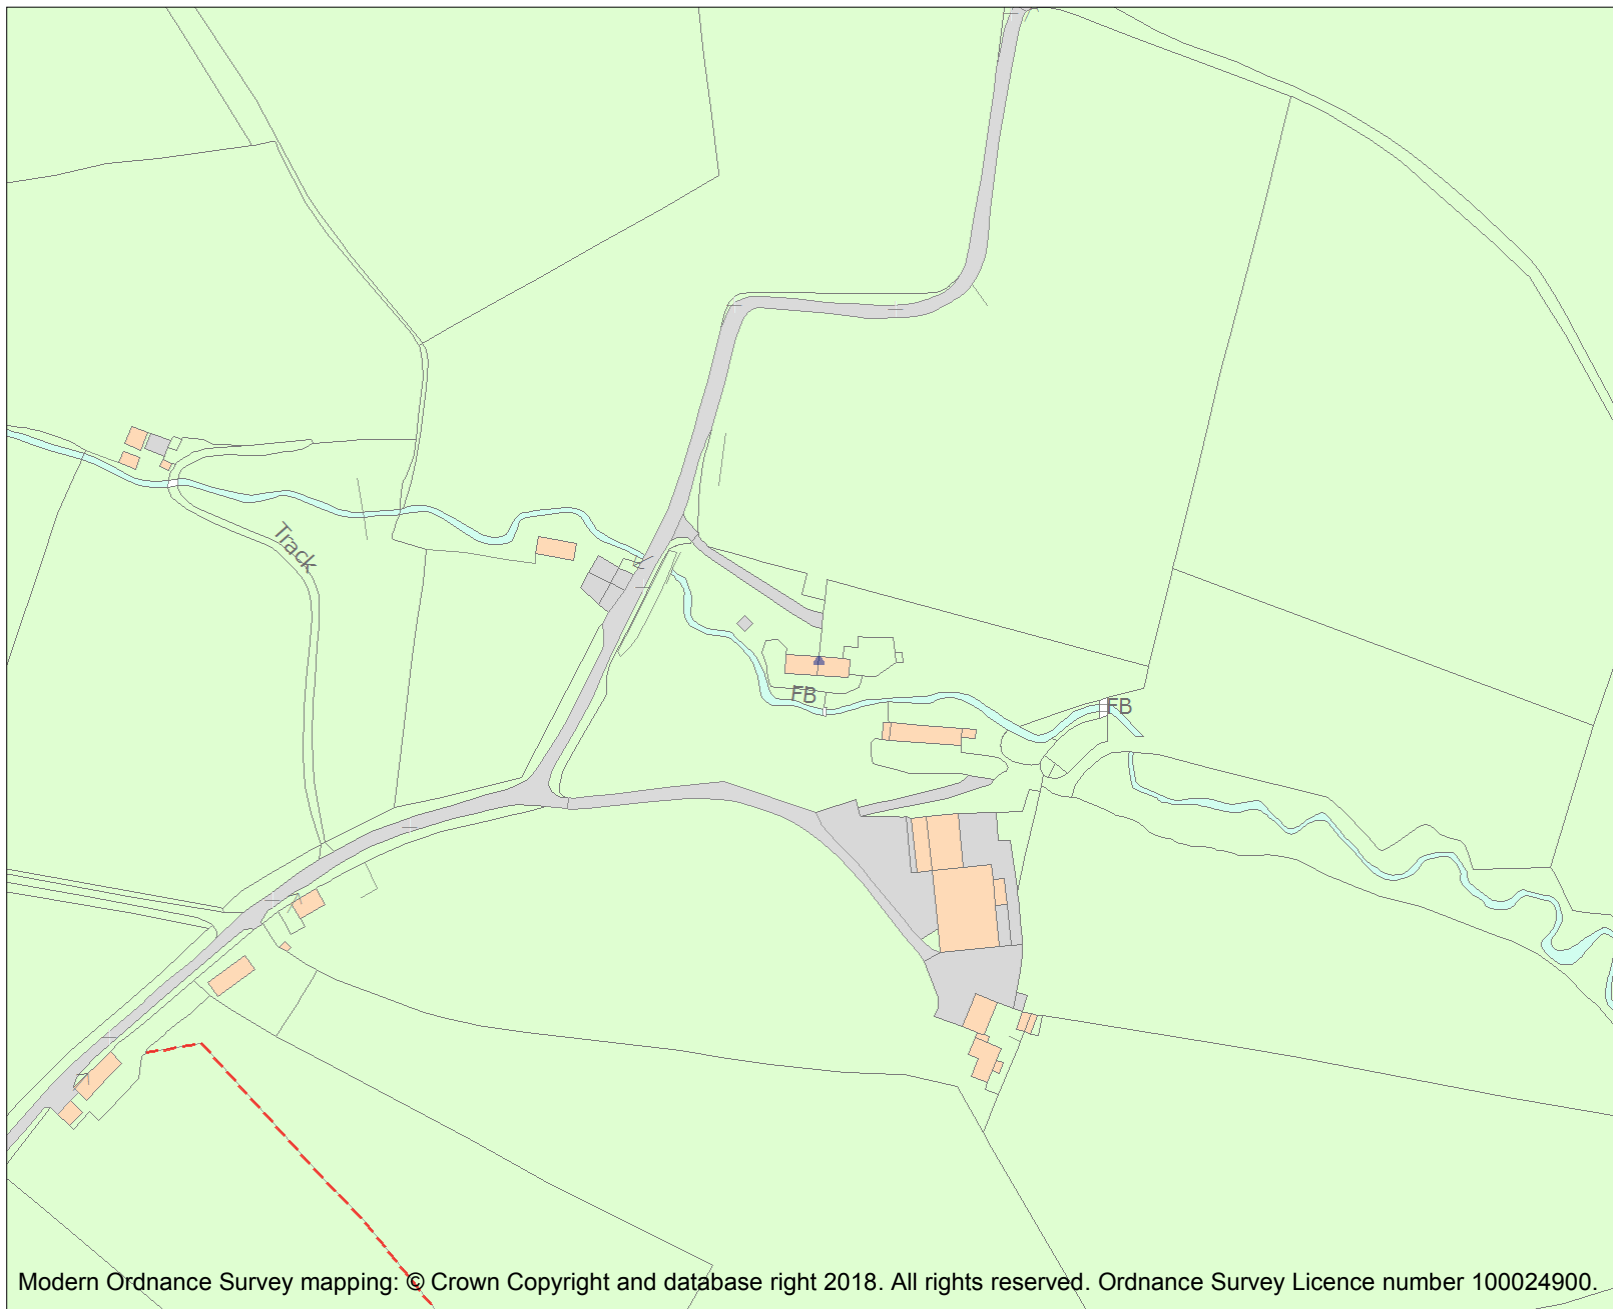 Track
FB
FB
Modern Ordnance Survey mapping: © Crown Copyright and database right 2018. All rights reserved. Ordnance Survey Licence number 100024900.